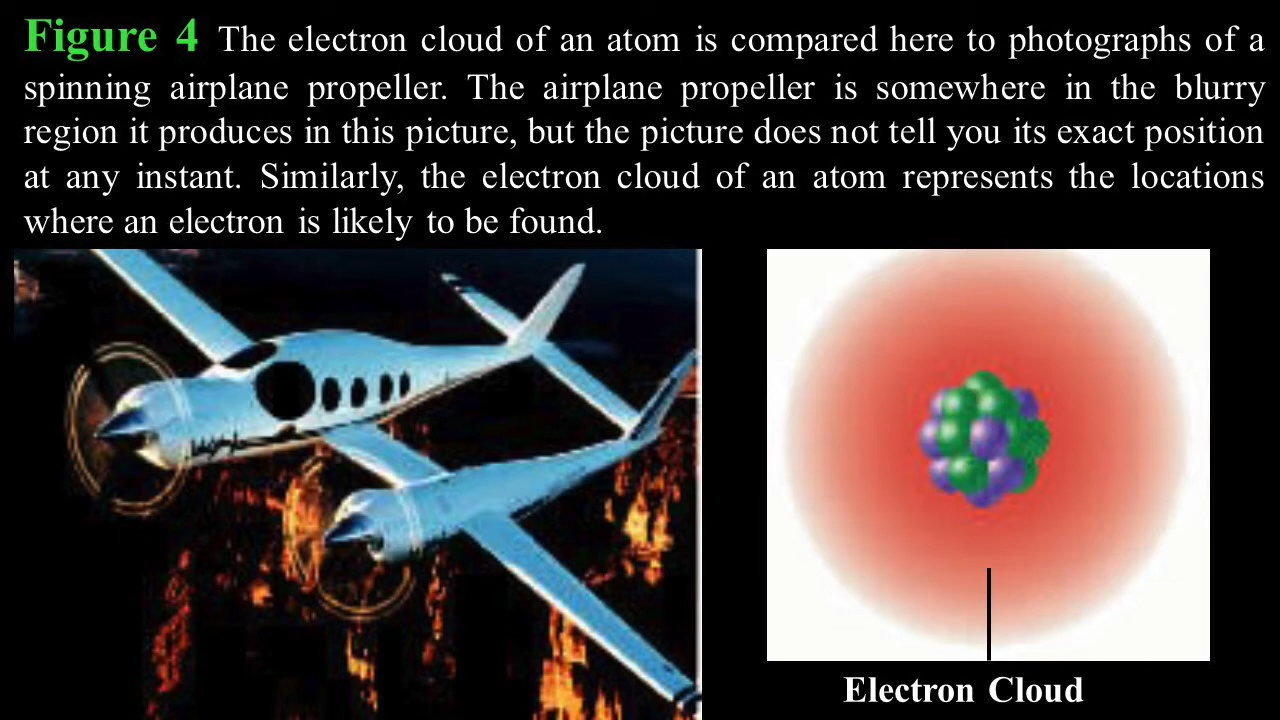 Figure 4 The electron cloud of an atom is compared here to photographs of a
spinning airplane propeller. The airplane propeller is somewhere in the blurry
region it produces in this picture, but the picture does not tell you its exact position
at any instant. Similarly, the electron cloud of an atom represents the locations
where an electron is likely to be found.
Electron Cloud